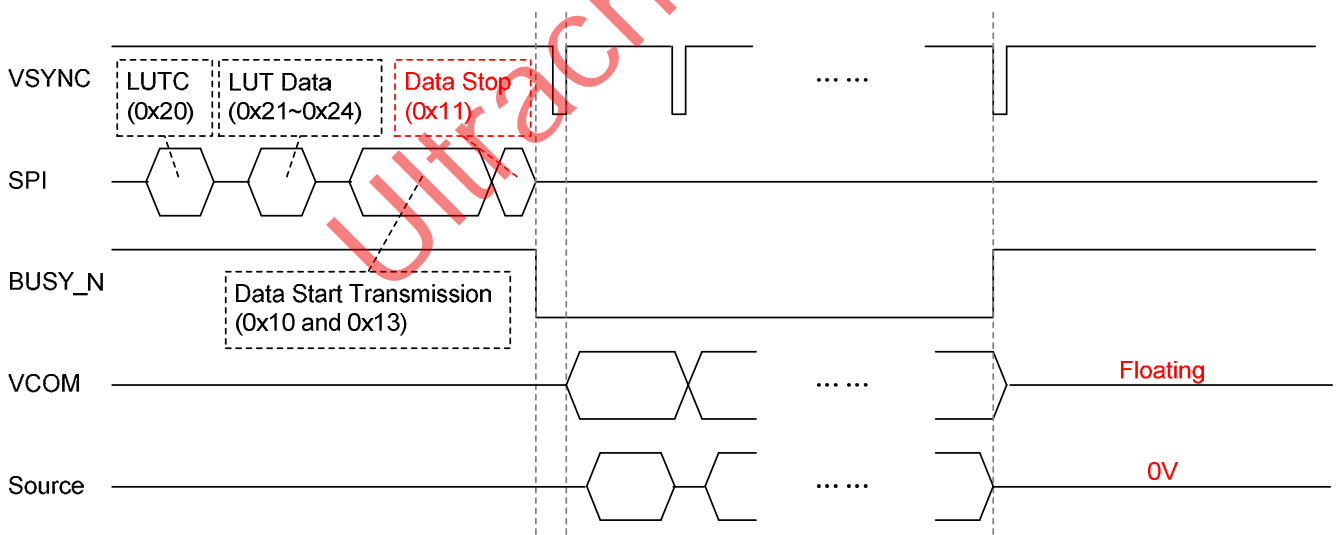 VSYNC
LUTC
(0x20)
LUT Data
(0x21~0x24)
Data Stop
(0x11)
... ...
SPI
BUSY_N
Data Start Transmission
(0x10 and 0x13)
VCOM
... ...
Floating
Source
... ...
0V